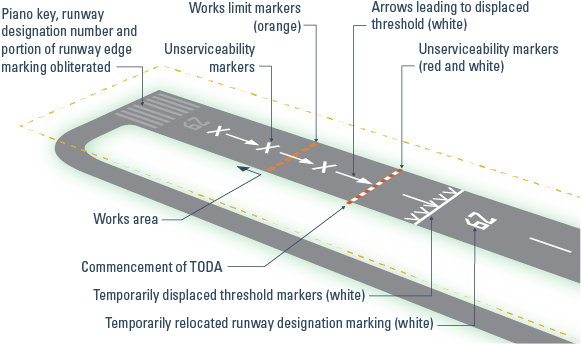 Piano key, runway
designation number and
portion of runway edge
marking obliterated
Works limit markers
(orange)
Unserviceability
markers
Arrows leading to displaced
threshold (white)
Unserviceability markers
(red and white)
Works area
Commencement of TODA
Temporarily displaced threshold markers (white)
Temporarily relocated runway designation marking (white)
29
29